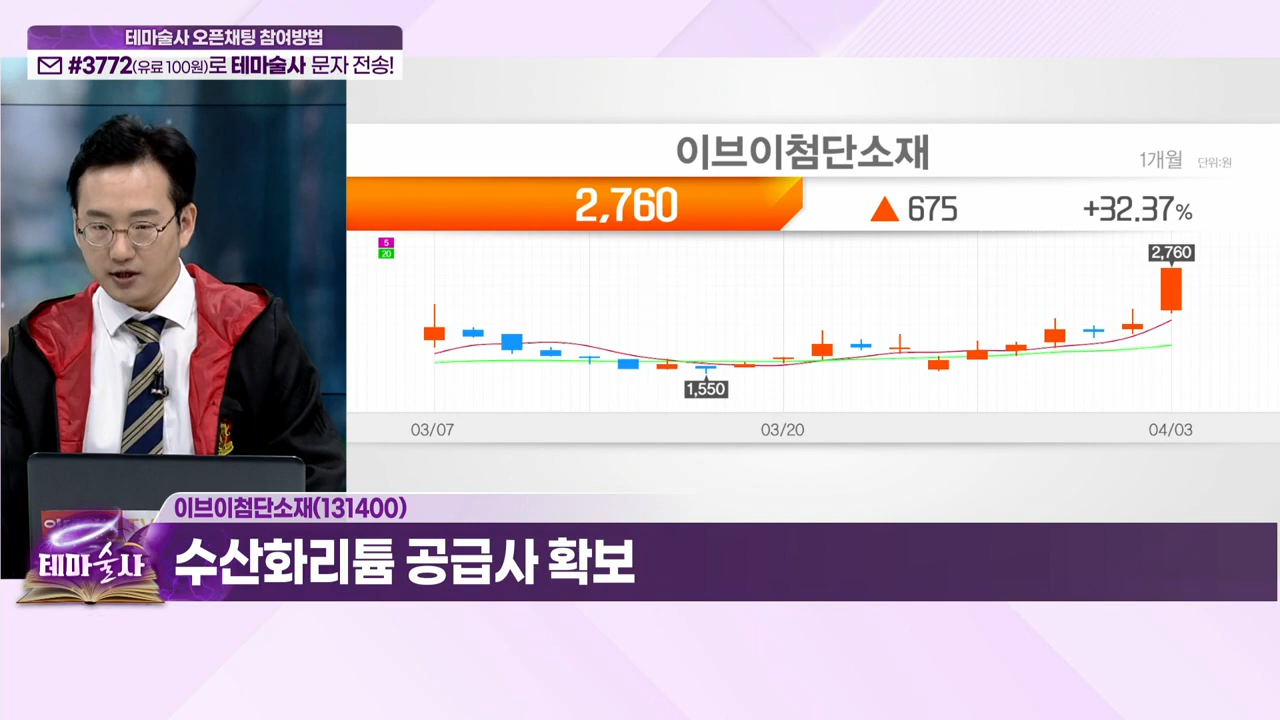 테마술사 오픈채팅 참여방법
#3772(유료 100원)로 테마술사 문자 전송!
이브이첨단소재
1개월 단위:원
2,760 ▲ 675 +32.37%
5
20
2,760
1,550
03/07 03/20 04/03
이브이첨단소재(131400)
테마술사
수산화리튬 공급사 확보